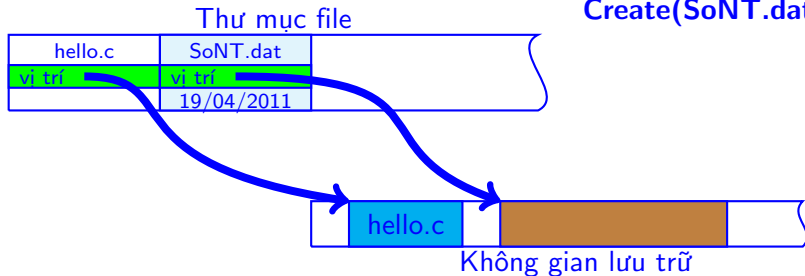 Thư mục file
Create(SoNT.dat
hello.c SoNT.dat
vị trí vị trí
19/04/2011
hello.c
Không gian lưu trữ